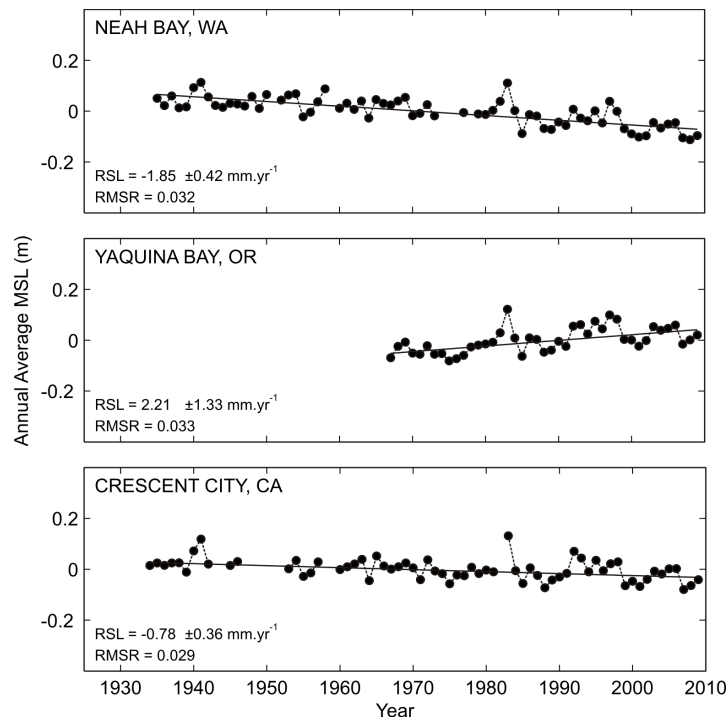 NEAH BAY, WA
0.2
0
-0.2
RSL = -1.85 ±0.42 mm.yr-1
RMSR = 0.032
Annual Average MSL (m)
YAQUINA BAY, OR
0.2
0
-0.2
RSL = 2.21 ±1.33 mm.yr-1
RMSR = 0.033
CRESCENT CITY, CA
0.2
0
-0.2
RSL = -0.78 ±0.36 mm.yr-1
RMSR = 0.029
1930 1940 1950 1960 1970 1980 1990 2000 2010
Year